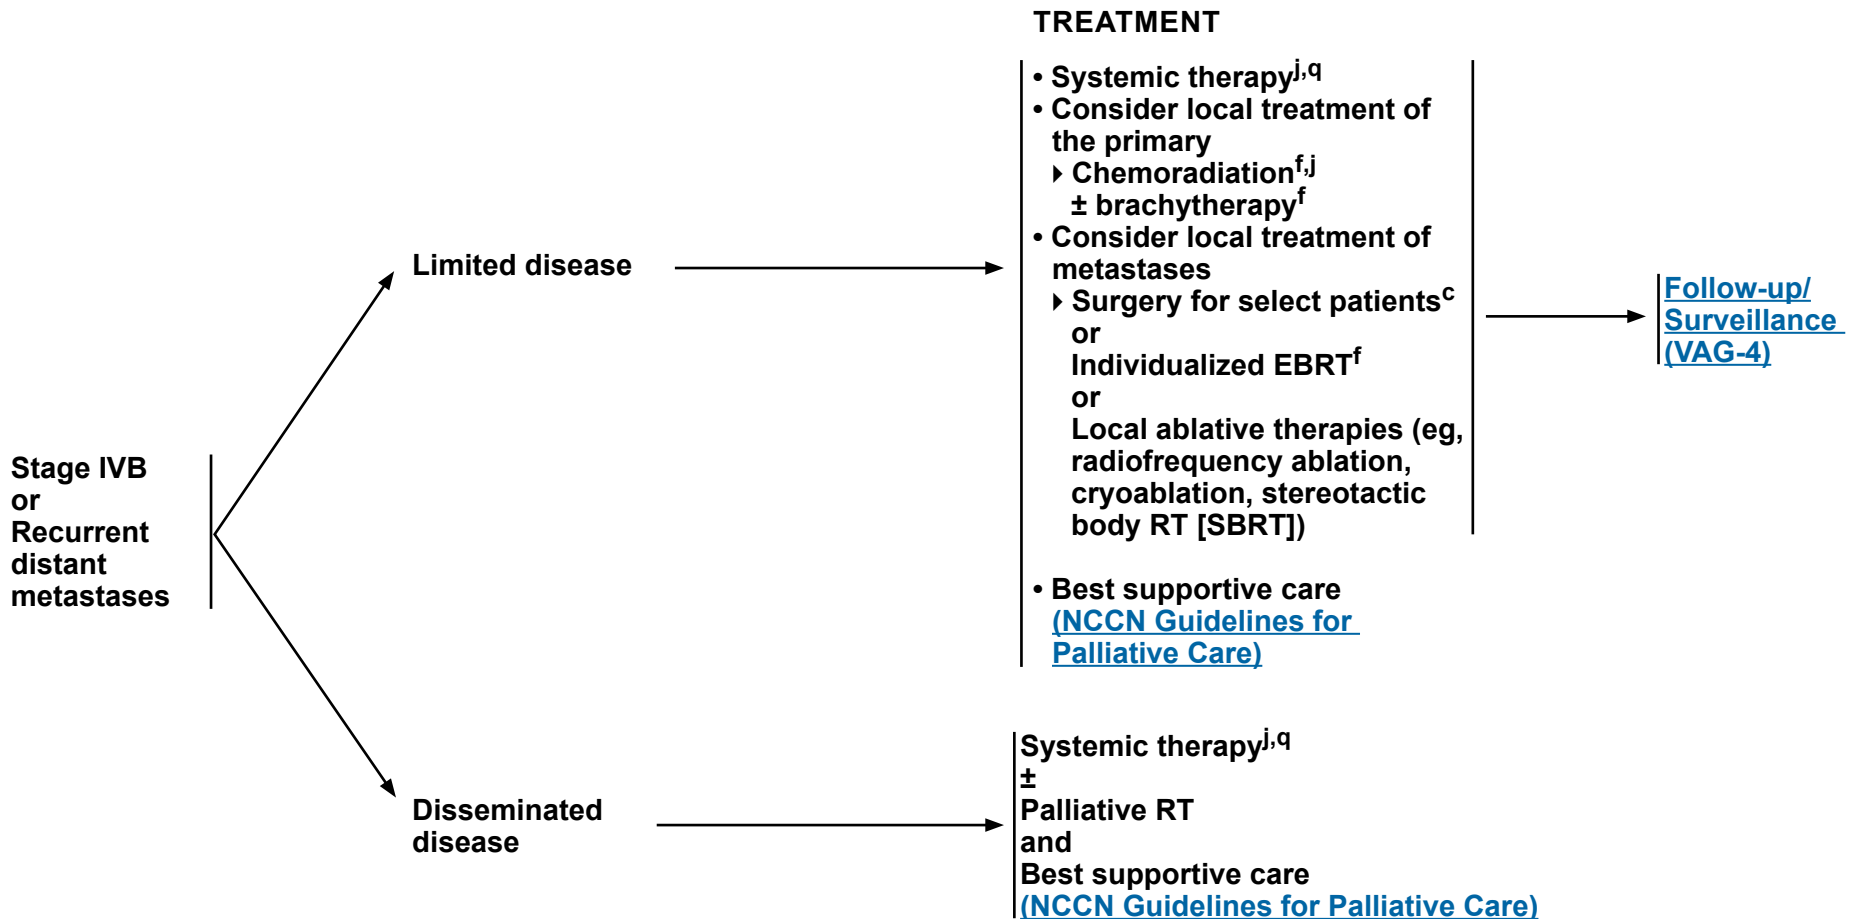 TREATMENT
• Systemic therapyj,q
• Consider local treatment of
the primary
▸ Chemoradiationf,j
± brachytherapyf
• Consider local treatment of
metastases
▸ Surgery for select patientsc
or
Individualized EBRTf
or
Local ablative therapies (eg,
radiofrequency ablation,
cryoablation, stereotactic
body RT [SBRT])
• Best supportive care
(NCCN Guidelines for
Palliative Care)
Limited disease
Follow-up/
Surveillance
(VAG-4)
Stage IVB
or
Recurrent
distant
metastases
Disseminated
disease
Systemic therapyj,q
±
Palliative RT
and
Best supportive care
(NCCN Guidelines for Palliative Care)